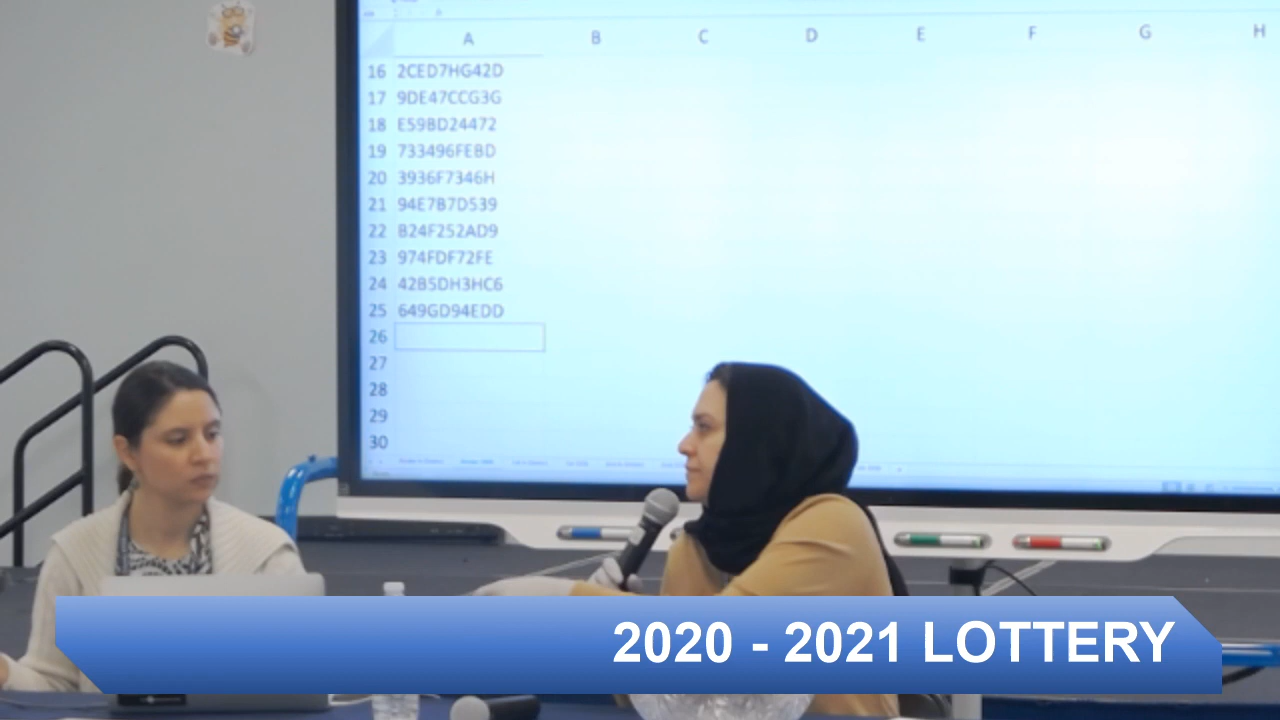 A B C D E F G H
16 2CED7HG42D
17 9DE47CCG3G
18 E59BD24472
19 733496FEBD
20 3936F7346H
21 94E7B7D539
22 B24F252AD9
23 974FDF72FE
24 42B5DH3HC6
25 649GD94EDD
26
27
28
29
30
2020 - 2021 LOTTERY